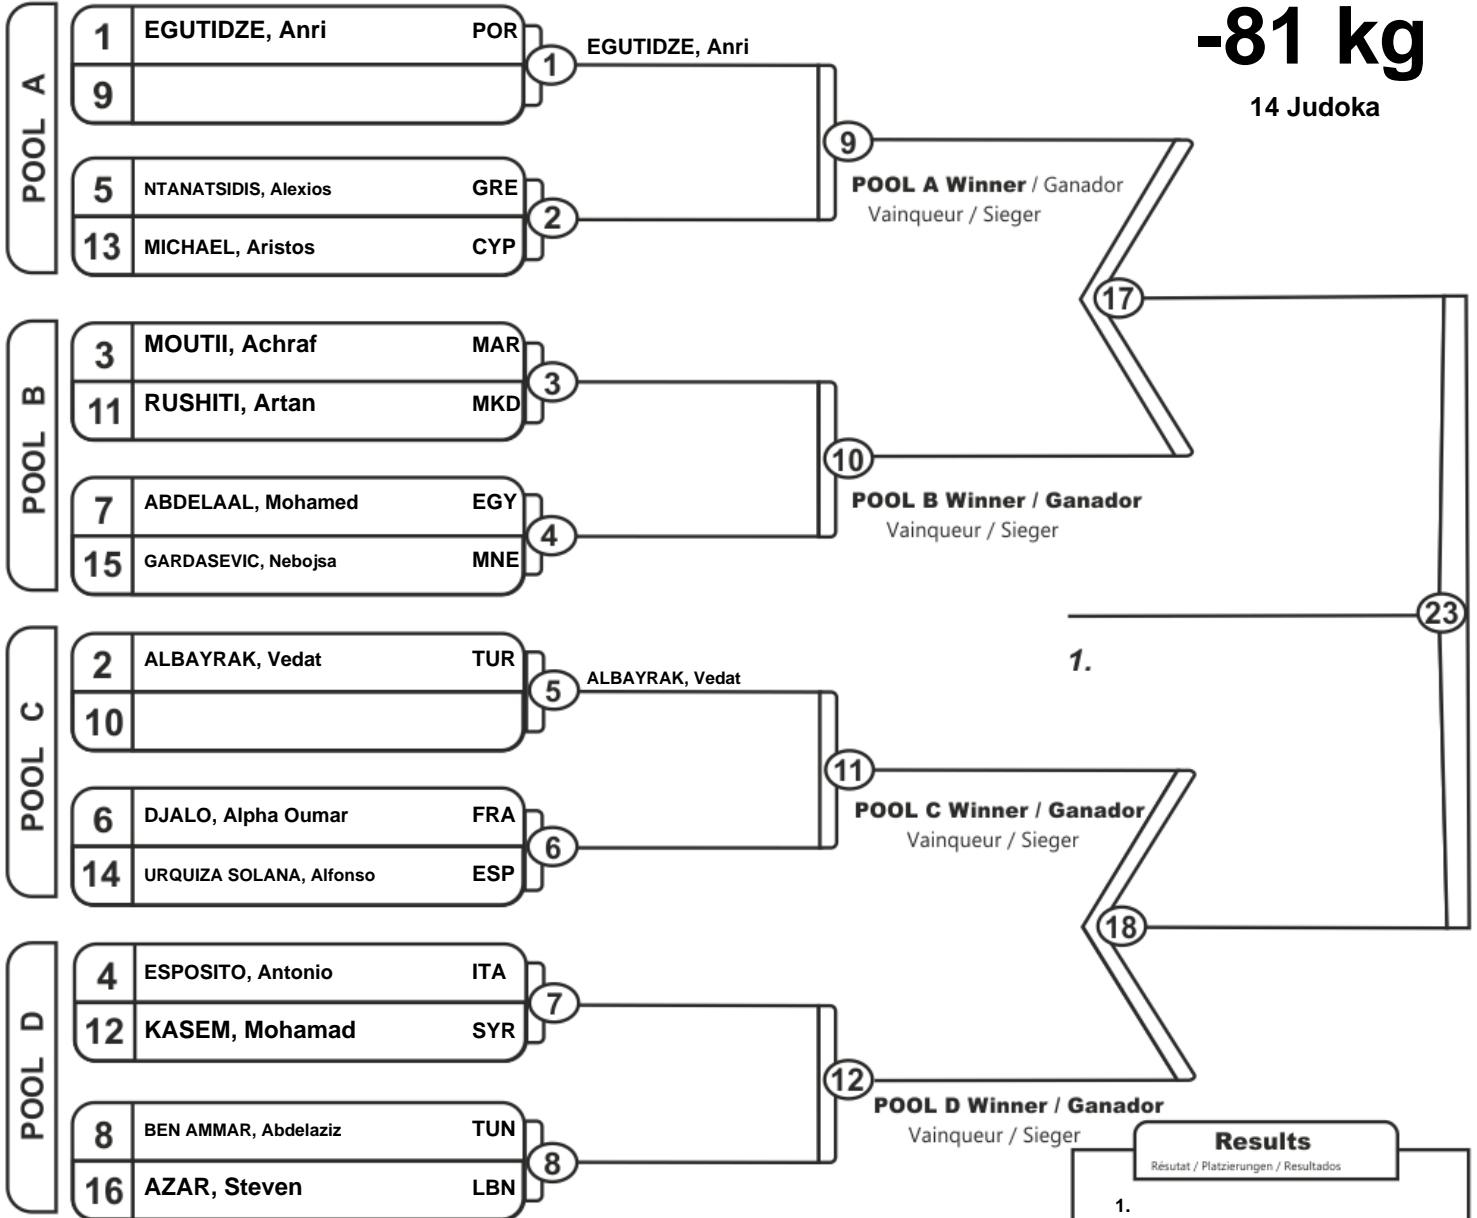 -81 kg
14 Judoka
POOL A
1 EGUTIDZE, Anri POR
9
1
EGUTIDZE, Anri
5 NTANATSIDIS, Alexios GRE
13 MICHAEL, Aristos CYP
2
9
POOL A Winner / Ganador
Vainqueur / Sieger
17
POOL B
3 MOUTII, Achraf MAR
11 RUSHITI, Artan MKD
3
7 ABDELAAL, Mohamed EGY
15 GARDASEVIC, Nebojsa MNE
4
10
POOL B Winner / Ganador
Vainqueur / Sieger
23
1.
POOL C
2 ALBAYRAK, Vedat TUR
10
5
ALBAYRAK, Vedat
6 DJALO, Alpha Oumar FRA
14 URQUIZA SOLANA, Alfonso ESP
6
11
POOL C Winner / Ganador
Vainqueur / Sieger
18
POOL D
4 ESPOSITO, Antonio ITA
12 KASEM, Mohamad SYR
7
8 BEN AMMAR, Abdelaziz TUN
16 AZAR, Steven LBN
8
12
POOL D Winner / Ganador
Vainqueur / Sieger
Results
Résutat / Platzierungen / Resultados
1.